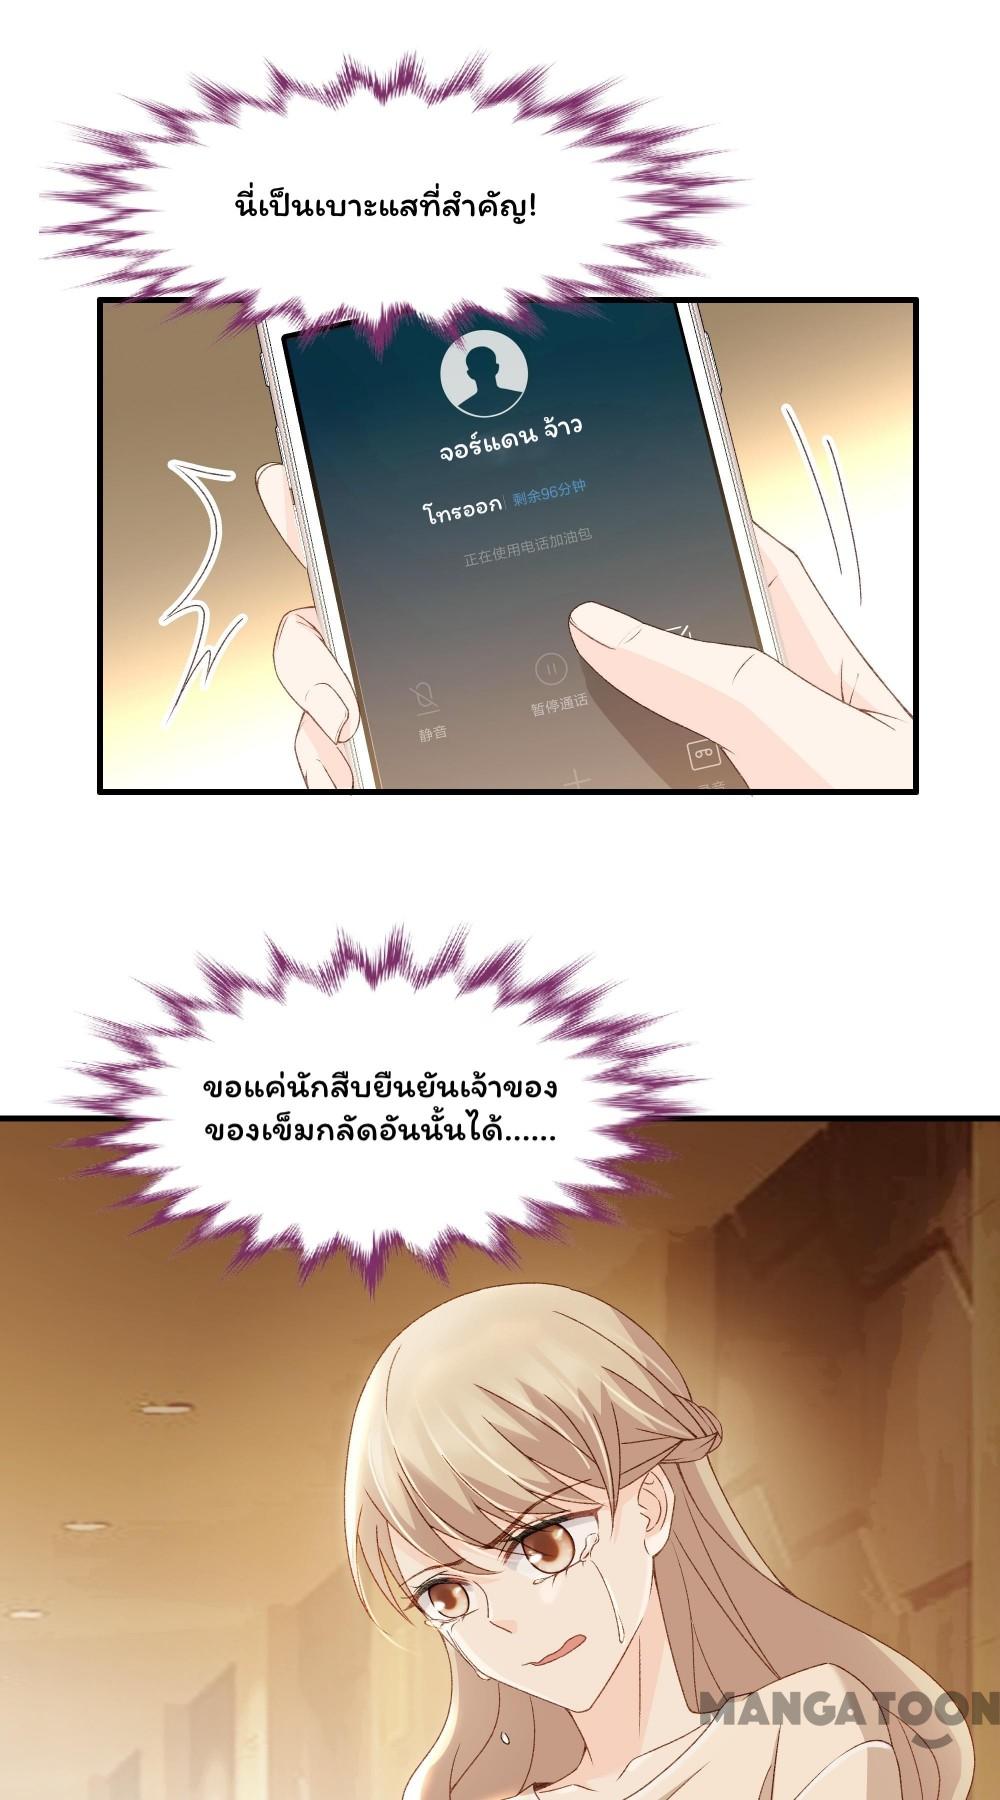 นี่เป็นเบาะแสที่สำคัญ!
จอร์แดน จ้าว
โทรออก 剩余96分钟
正在使用电话加油包
暂停通话
静音
ขอแค่นักสืบยืนยันเจ้าของ
ของเข็มกลัดอันนั้นได้......
MANGATOON